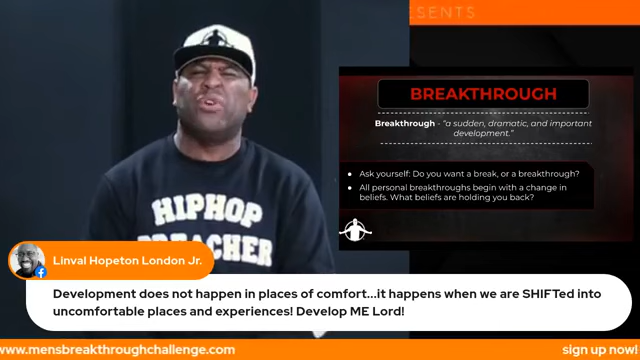 ESENTS
BREAKTHROUGH
Breakthrough - "a sudden, dramatic, and important
development."
Ask yourself: Do you want a break, or a breakthrough?
All personal breakthroughs begin with a change in
beliefs. What beliefs are holding you back?
HIPHOP
PREACHER
Linval Hopeton London Jr.
Development does not happen in places of comfort...it happens when we are SHIFTed into
uncomfortable places and experiences! Develop ME Lord!
www.mensbreakthroughchallenge.com
sign up now!